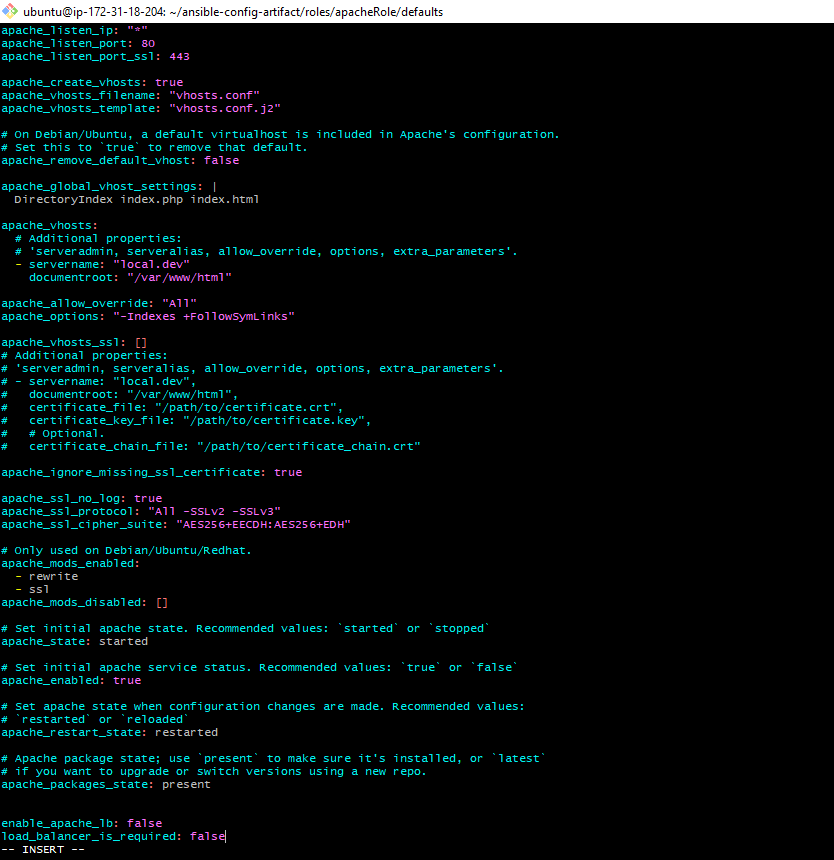 ubuntu@ip-172-31-18-204: ~/ansible-config-artifact/roles/apacheRole/defaults
apache_listen_ip: "*"
apache_listen_port: 80
apache_listen_port_ssl: 443

apache_create_vhosts: true
apache_vhosts_filename: "vhosts.conf"
apache_vhosts_template: "vhosts.conf.j2"

# On Debian/Ubuntu, a default virtualhost is included in Apache's configuration.
# Set this to `true` to remove that default.
apache_remove_default_vhost: false

apache_global_vhost_settings: |
  DirectoryIndex index.php index.html

apache_vhosts:
  # Additional properties:
  # 'serveradmin, serveralias, allow_override, options, extra_parameters'.
  - servername: "local.dev"
    documentroot: "/var/www/html"

apache_allow_override: "All"
apache_options: "-Indexes +FollowSymLinks"

apache_vhosts_ssl: []
# Additional properties:
# 'serveradmin, serveralias, allow_override, options, extra_parameters'.
# - servername: "local.dev",
#   documentroot: "/var/www/html",
#   certificate_file: "/path/to/certificate.crt",
#   certificate_key_file: "/path/to/certificate.key",
#   # Optional.
#   certificate_chain_file: "/path/to/certificate_chain.crt"

apache_ignore_missing_ssl_certificate: true

apache_ssl_no_log: true
apache_ssl_protocol: "All -SSLv2 -SSLv3"
apache_ssl_cipher_suite: "AES256+EECDH:AES256+EDH"

# Only used on Debian/Ubuntu/Redhat.
apache_mods_enabled:
  - rewrite
  - ssl
apache_mods_disabled: []

# Set initial apache state. Recommended values: `started` or `stopped`
apache_state: started

# Set initial apache service status. Recommended values: `true` or `false`
apache_enabled: true

# Set apache state when configuration changes are made. Recommended values:
# `restarted` or `reloaded`
apache_restart_state: restarted

# Apache package state; use `present` to make sure it's installed, or `latest`
# if you want to upgrade or switch versions using a new repo.
apache_packages_state: present


enable_apache_lb: false
load_balancer_is_required: false
-- INSERT --